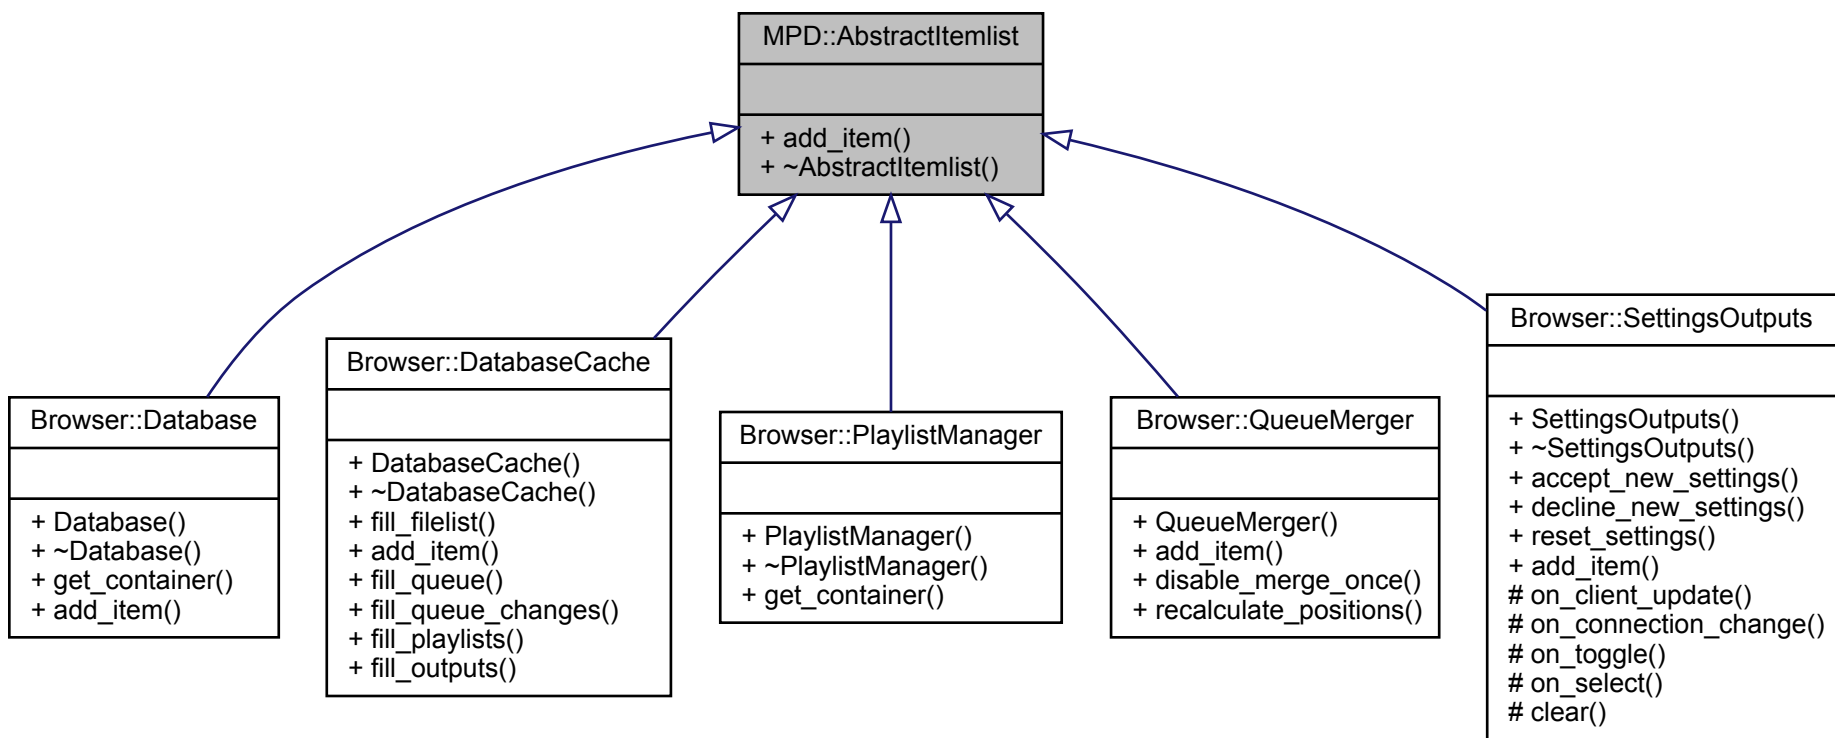 MPD::AbstractItemlist
+ add_item()
+ ~AbstractItemlist()
Browser::Database
+ Database()
+ ~Database()
+ get_container()
+ add_item()
Browser::DatabaseCache
+ DatabaseCache()
+ ~DatabaseCache()
+ fill_filelist()
+ add_item()
+ fill_queue()
+ fill_queue_changes()
+ fill_playlists()
+ fill_outputs()
Browser::PlaylistManager
+ PlaylistManager()
+ ~PlaylistManager()
+ get_container()
Browser::QueueMerger
+ QueueMerger()
+ add_item()
+ disable_merge_once()
+ recalculate_positions()
Browser::SettingsOutputs
+ SettingsOutputs()
+ ~SettingsOutputs()
+ accept_new_settings()
+ decline_new_settings()
+ reset_settings()
+ add_item()
# on_client_update()
# on_connection_change()
# on_toggle()
# on_select()
# clear()